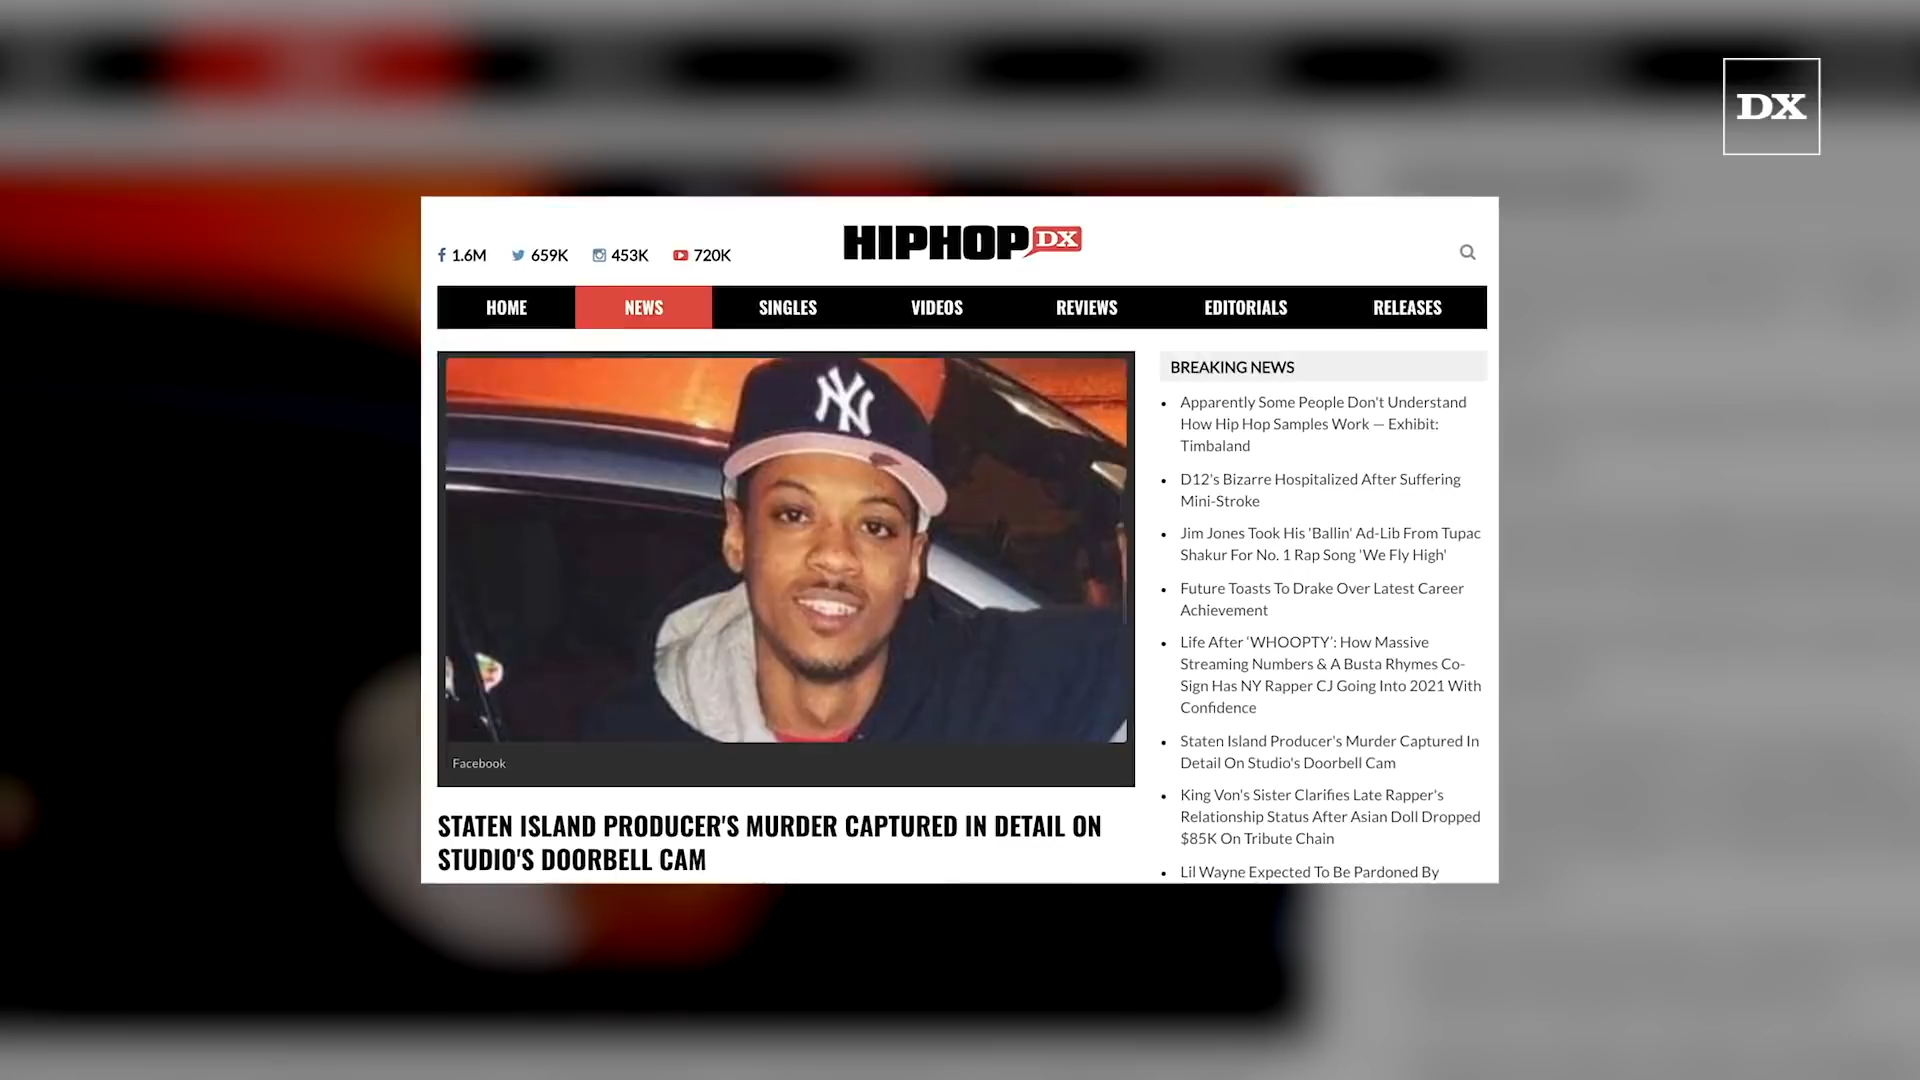 DX
1.6M 659K 453K 720K
HIPHOPDX
HOME NEWS SINGLES VIDEOS REVIEWS EDITORIALS RELEASES
NY
Facebook
STATEN ISLAND PRODUCER'S MURDER CAPTURED IN DETAIL ON
STUDIO'S DOORBELL CAM
BREAKING NEWS
Apparently Some People Don't Understand
How Hip Hop Samples Work — Exhibit:
Timbaland
D12's Bizarre Hospitalized After Suffering
Mini-Stroke
Jim Jones Took His 'Ballin' Ad-Lib From Tupac
Shakur For No. 1 Rap Song 'We Fly High'
Future Toasts To Drake Over Latest Career
Achievement
Life After ‘WHOOPTY’: How Massive
Streaming Numbers & A Busta Rhymes Co-
Sign Has NY Rapper CJ Going Into 2021 With
Confidence
Staten Island Producer's Murder Captured In
Detail On Studio's Doorbell Cam
King Von's Sister Clarifies Late Rapper's
Relationship Status After Asian Doll Dropped
$85K On Tribute Chain
Lil Wayne Expected To Be Pardoned By